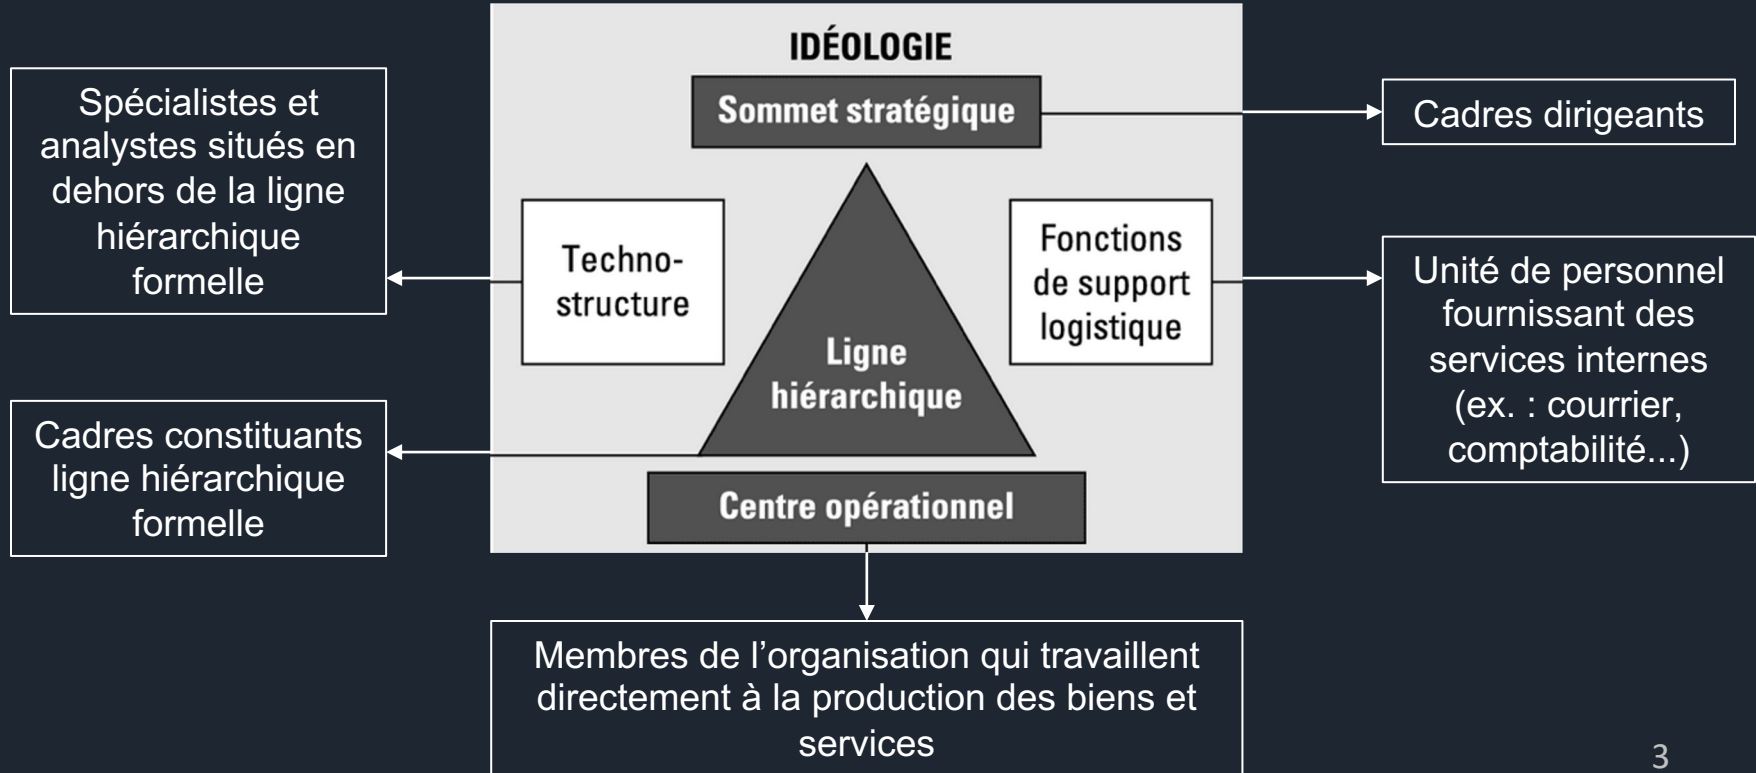 IDÉOLOGIE
Sommet stratégique
Cadres dirigeants
Spécialistes et
analystes situés en
dehors de la ligne
hiérarchique
formelle
Techno-
structure
Ligne
hiérarchique
Fonctions
de support
logistique
Unité de personnel
fournissant des
services internes
(ex. : courrier,
comptabilité...)
Cadres constituants
ligne hiérarchique
formelle
Centre opérationnel
Membres de l’organisation qui travaillent
directement à la production des biens et
services
3